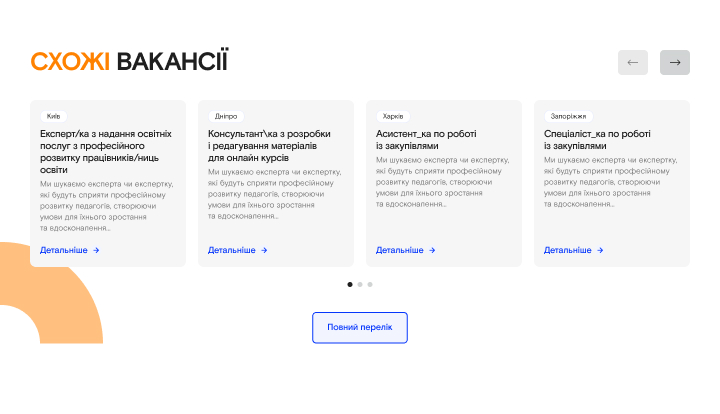 СХОЖІ ВАКАНСІЇ
Київ
Експерт/ка з надання освітніх
послуг з професійного
розвитку працівників/ниць
освіти
Ми шукаємо експерта чи експертку,
які будуть сприяти професійному
розвитку педагогів, створюючи
умови для їхнього зростання
та вдосконалення...
Детальніше →
Дніпро
Консультант\ка з розробки
і редагування матеріалів
для онлайн курсів
Ми шукаємо експерта чи експертку,
які будуть сприяти професійному
розвитку педагогів, створюючи
умови для їхнього зростання
та вдосконалення...
Детальніше →
Харків
Асистент_ка по роботі
із закупівлями
Ми шукаємо експерта чи експертку,
які будуть сприяти професійному
розвитку педагогів, створюючи
умови для їхнього зростання
та вдосконалення...
Детальніше →
Запоріжжя
Спеціаліст_ка по роботі
із закупівлями
Ми шукаємо експерта чи експертку,
які будуть сприяти професійному
розвитку педагогів, створюючи
умови для їхнього зростання
та вдосконалення...
Детальніше →
Повний перелік